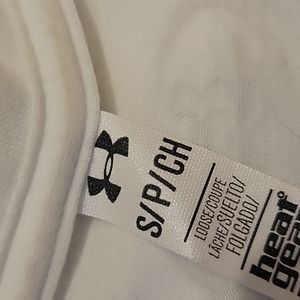 S/P/CH
LOOSE/COUPE
LÂCHE/SUELTO/
FOLGADO/
heat
gear